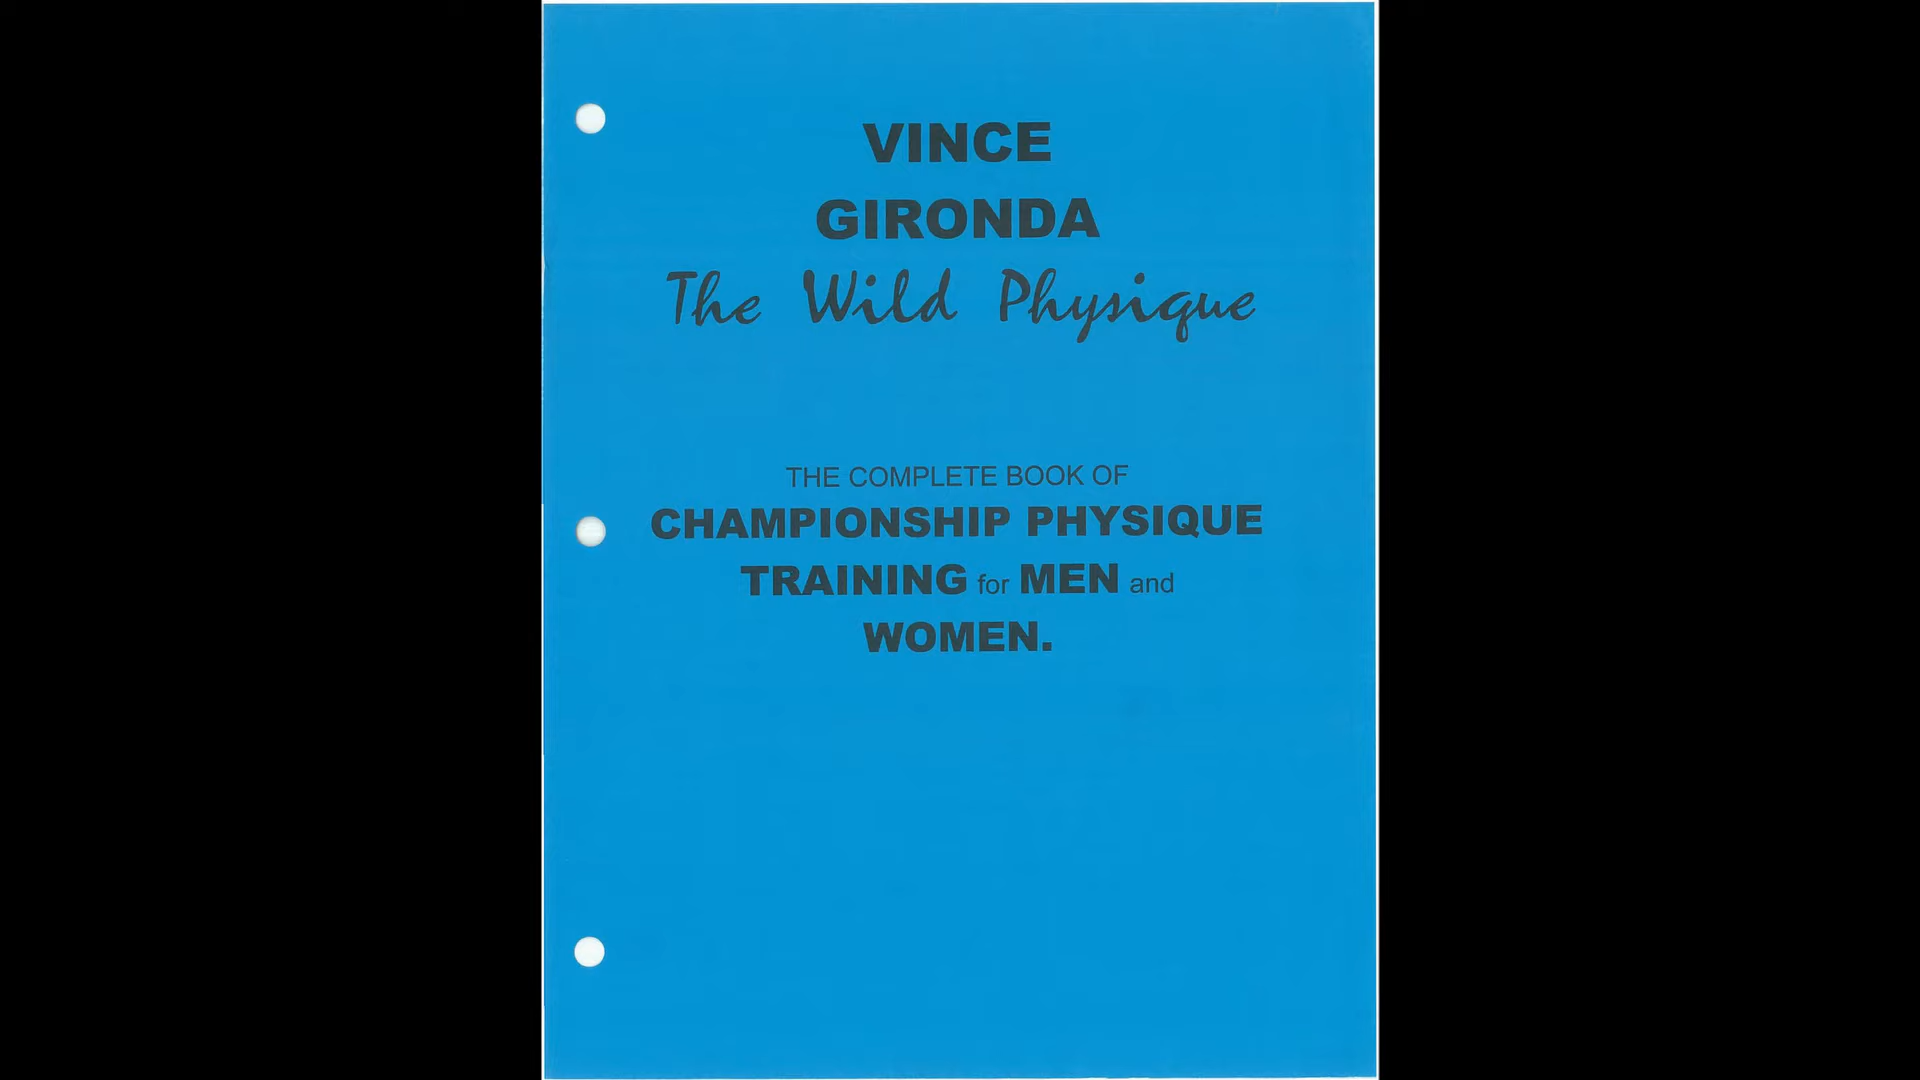 VINCE
GIRONDA
The Wild Physique
THE COMPLETE BOOK OF
CHAMPIONSHIP PHYSIQUE
TRAINING for MEN and
WOMEN.